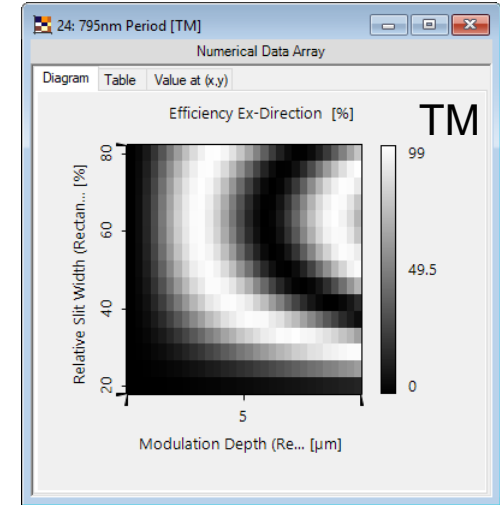 24: 795nm Period [TM]
Numerical Data Array
Diagram Table Value at (x,y)
Efficiency Ex-Direction [%]
TM
99
49.5
0
Relative Slit Width (Rectan... [%]
80
60
40
20
5
Modulation Depth (Re... [µm]